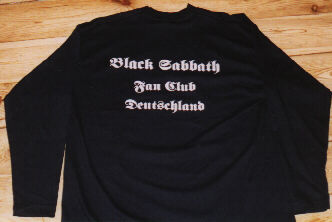 Black Sabbath
Fan Club
Deutschland